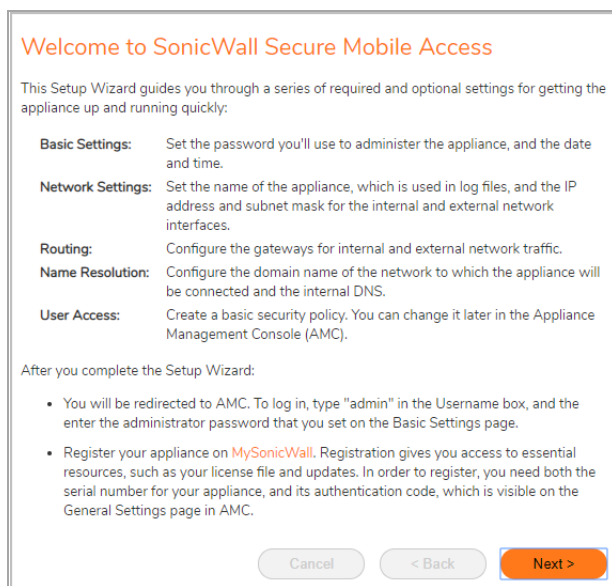 Welcome to SonicWall Secure Mobile Access
This Setup Wizard guides you through a series of required and optional settings for getting the
appliance up and running quickly:
Basic Settings: Set the password you'll use to administer the appliance, and the date
and time.
Network Settings: Set the name of the appliance, which is used in log files, and the IP
address and subnet mask for the internal and external network
interfaces.
Routing: Configure the gateways for internal and external network traffic.
Name Resolution: Configure the domain name of the network to which the appliance will
be connected and the internal DNS.
User Access: Create a basic security policy. You can change it later in the Appliance
Management Console (AMC).
After you complete the Setup Wizard:
• You will be redirected to AMC. To log in, type "admin" in the Username box, and the
enter the administrator password that you set on the Basic Settings page.
• Register your appliance on MySonicWall. Registration gives you access to essential
resources, such as your license file and updates. In order to register, you need both the
serial number for your appliance, and its authentication code, which is visible on the
General Settings page in AMC.
Cancel < Back Next >